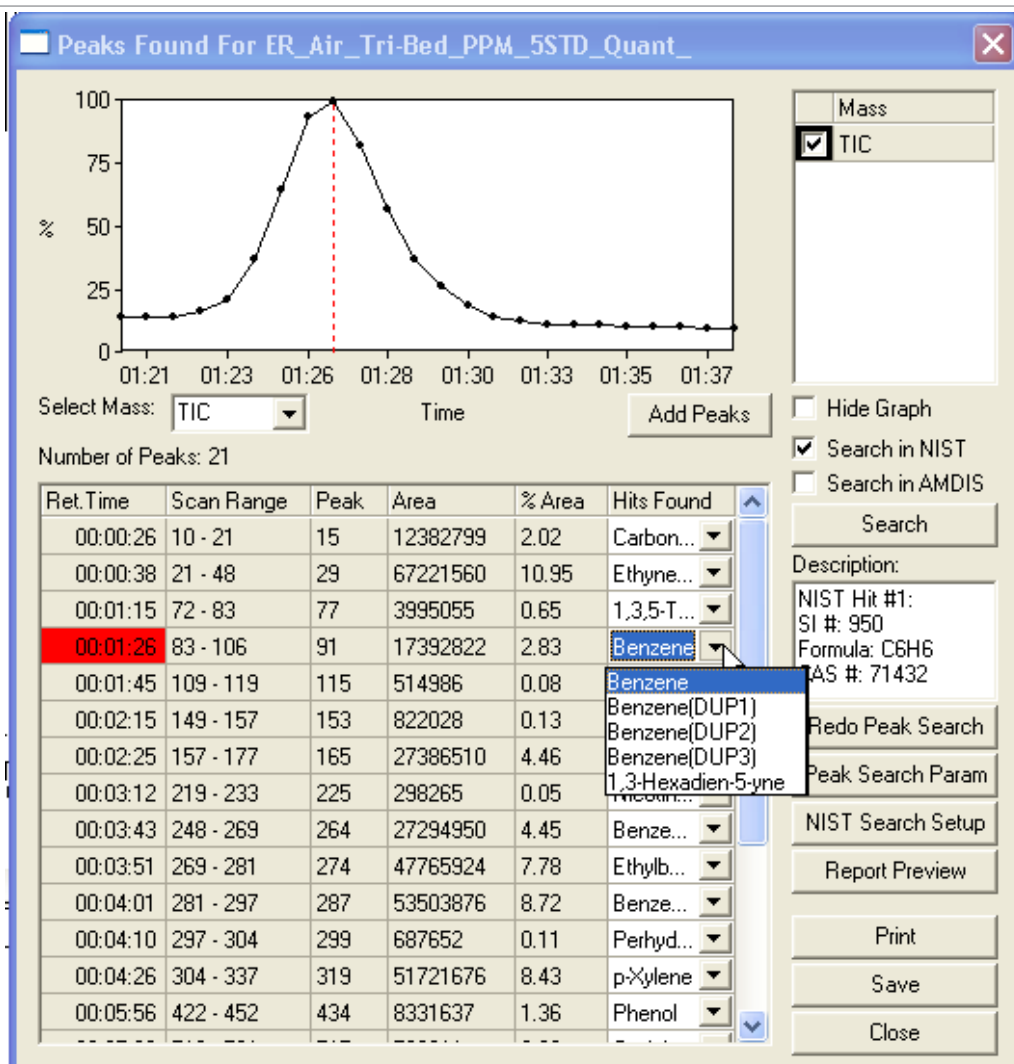 Peaks Found For ER_Air_Tri-Bed_PPM_5STD_Quant_
100
75
%
50
25
0
01:21 01:23 01:26 01:28 01:30 01:33 01:35 01:37
Time
Mass
TIC
Select Mass: TIC
Add Peaks
Hide Graph
Search in NIST
Search in AMDIS
Search
Number of Peaks: 21
Ret.Time Scan Range Peak Area % Area Hits Found
00:00:26 10 - 21 15 12382799 2.02 Carbon...
00:00:38 21 - 48 29 67221560 10.95 Ethyne...
00:01:15 72 - 83 77 3995055 0.65 1,3,5-T...
00:01:26 83 - 106 91 17392822 2.83 Benzene
00:01:45 109 - 119 115 514986 0.08
00:02:15 149 - 157 153 822028 0.13
00:02:25 157 - 177 165 27386510 4.46
00:03:12 219 - 233 225 298265 0.05
00:03:43 248 - 269 264 27294950 4.45 Benze...
00:03:51 269 - 281 274 47765924 7.78 Ethylb...
00:04:01 281 - 297 287 53503876 8.72 Benze...
00:04:10 297 - 304 299 687652 0.11 Perhyd...
00:04:26 304 - 337 319 51721676 8.43 p-Xylene
00:05:56 422 - 452 434 8331637 1.36 Phenol
Benzene
Benzene(DUP1)
Benzene(DUP2)
Benzene(DUP3)
1,3-Hexadien-5-yne
Description:
NIST Hit #1:
SI #: 950
Formula: C6H6
CAS #: 71432
Redo Peak Search
Peak Search Param
NIST Search Setup
Report Preview
Print
Save
Close